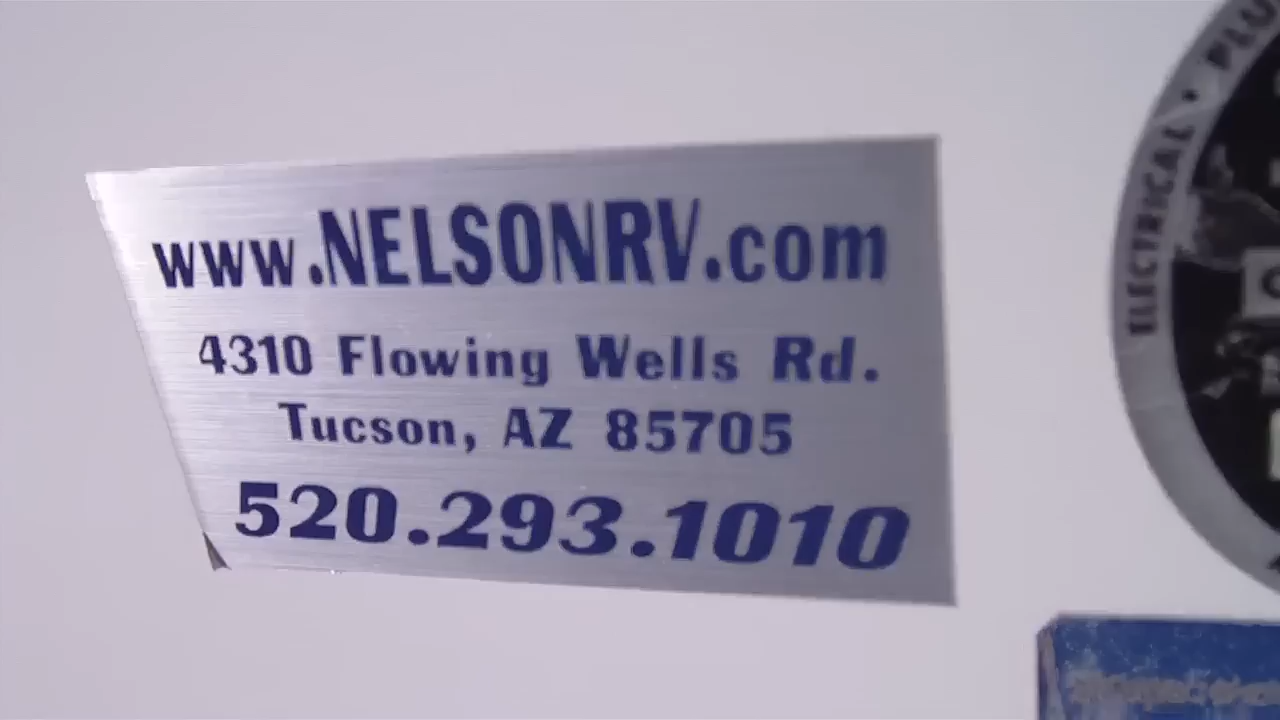 www.NELSONRV.com
4310 Flowing Wells Rd.
Tucson, AZ 85705
520.293.1010
ELECTRICAL •